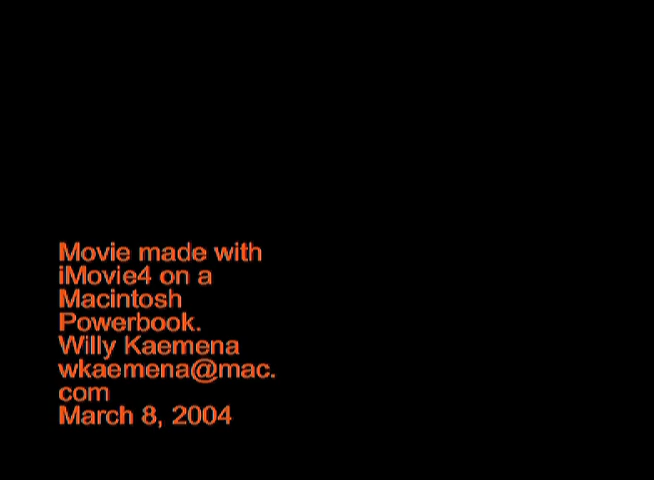 Movie made with
iMovie4 on a
Macintosh
Powerbook.
Willy Kaemena
wkaemena@mac.
com
March 8, 2004